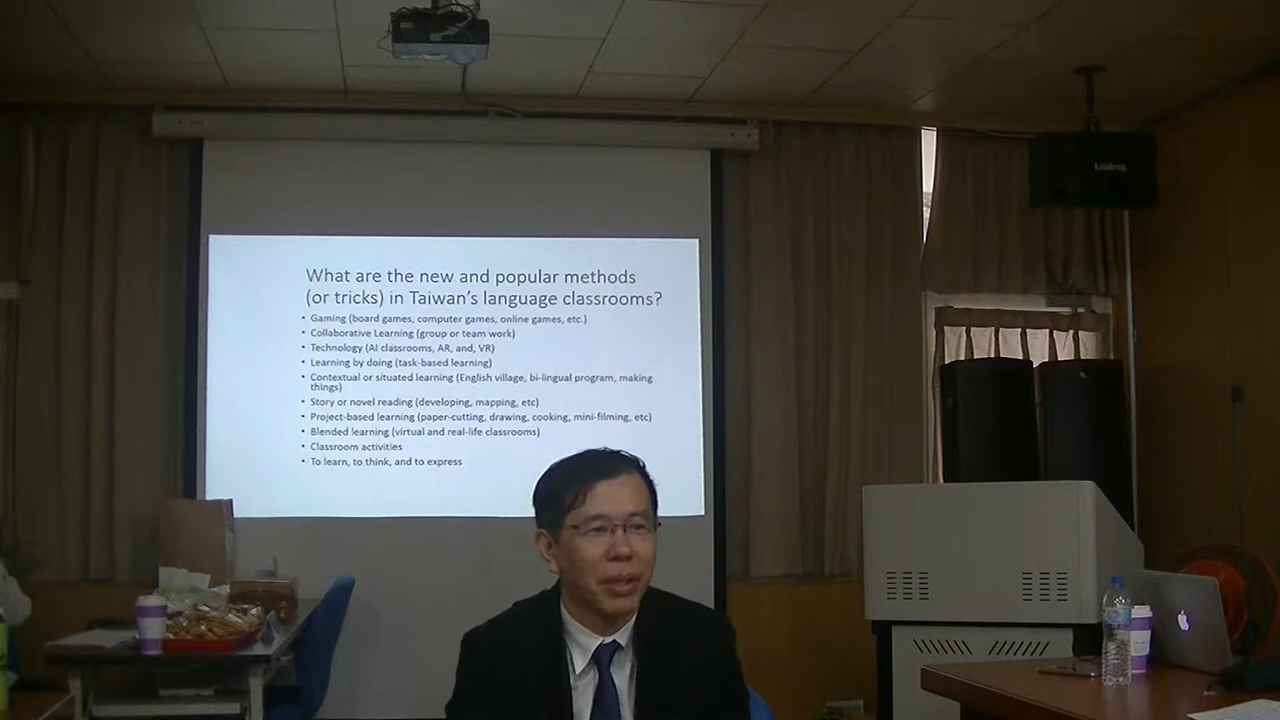 What are the new and popular methods
(or tricks) in Taiwan's language classrooms?
• Gaming (board games, computer games, online games, etc.)
• Collaborative Learning (group or team work)
• Technology (AI classrooms, AR, and, VR)
• Learning by doing (task-based learning)
• Contextual or situated learning (English village, bi-lingual program, making
things)
• Story or novel reading (developing, mapping, etc)
• Project-based learning (paper-cutting, drawing, cooking, mini-filming, etc)
• Blended learning (virtual and real-life classrooms)
• Classroom activities
• To learn, to think, and to express